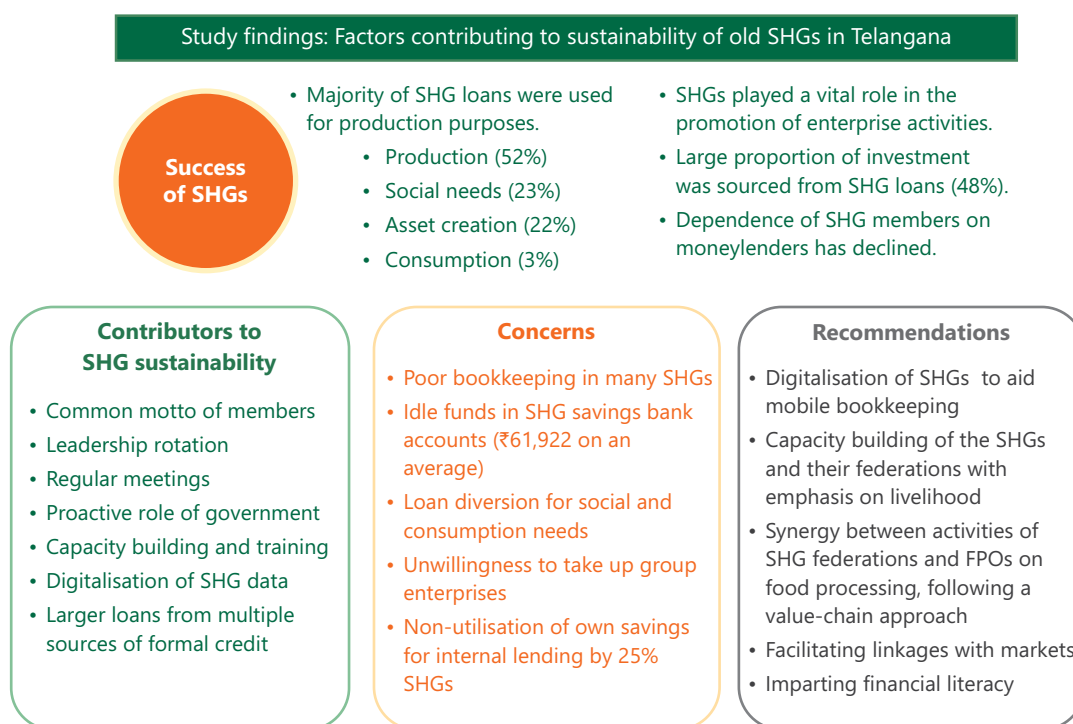 Study findings: Factors contributing to sustainability of old SHGs in Telangana
Success
of SHGs
• Majority of SHG loans were used
for production purposes.
• Production (52%)
• Social needs (23%)
• Asset creation (22%)
• Consumption (3%)
• SHGs played a vital role in the
promotion of enterprise activities.
• Large proportion of investment
was sourced from SHG loans (48%).
• Dependence of SHG members on
moneylenders has declined.
Contributors to
SHG sustainability
• Common motto of members
• Leadership rotation
• Regular meetings
• Proactive role of government
• Capacity building and training
• Digitalisation of SHG data
• Larger loans from multiple
sources of formal credit
Concerns
• Poor bookkeeping in many SHGs
• Idle funds in SHG savings bank
accounts (₹61,922 on an
average)
• Loan diversion for social and
consumption needs
• Unwillingness to take up group
enterprises
• Non-utilisation of own savings
for internal lending by 25%
SHGs
Recommendations
• Digitalisation of SHGs to aid
mobile bookkeeping
• Capacity building of the SHGs
and their federations with
emphasis on livelihood
• Synergy between activities of
SHG federations and FPOs on
food processing, following a
value-chain approach
• Facilitating linkages with markets
• Imparting financial literacy